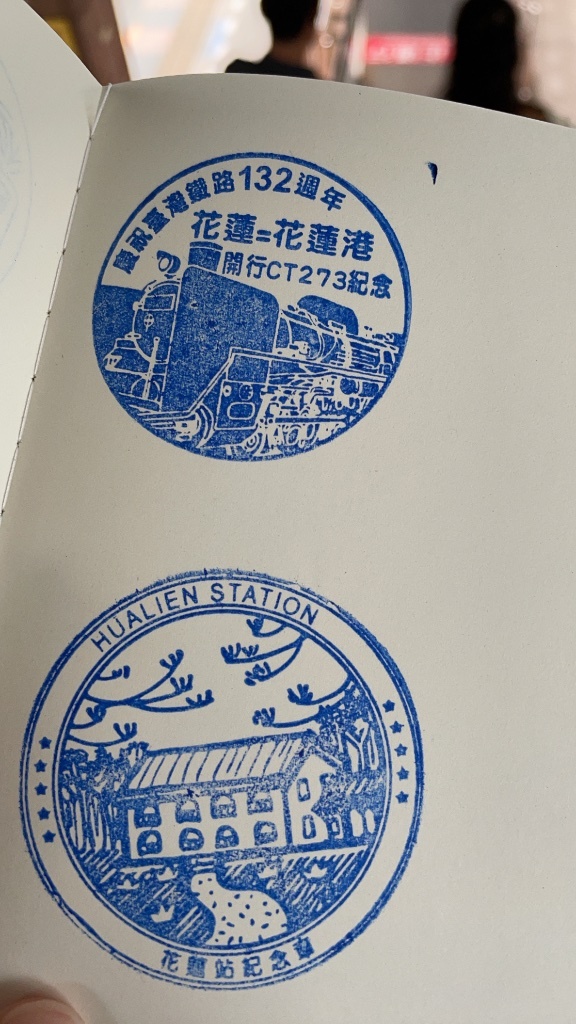 慶祝臺灣鐵路132週年
花蓮=花蓮港
開行CT273紀念
HUALIEN STATION
花蓮站紀念章